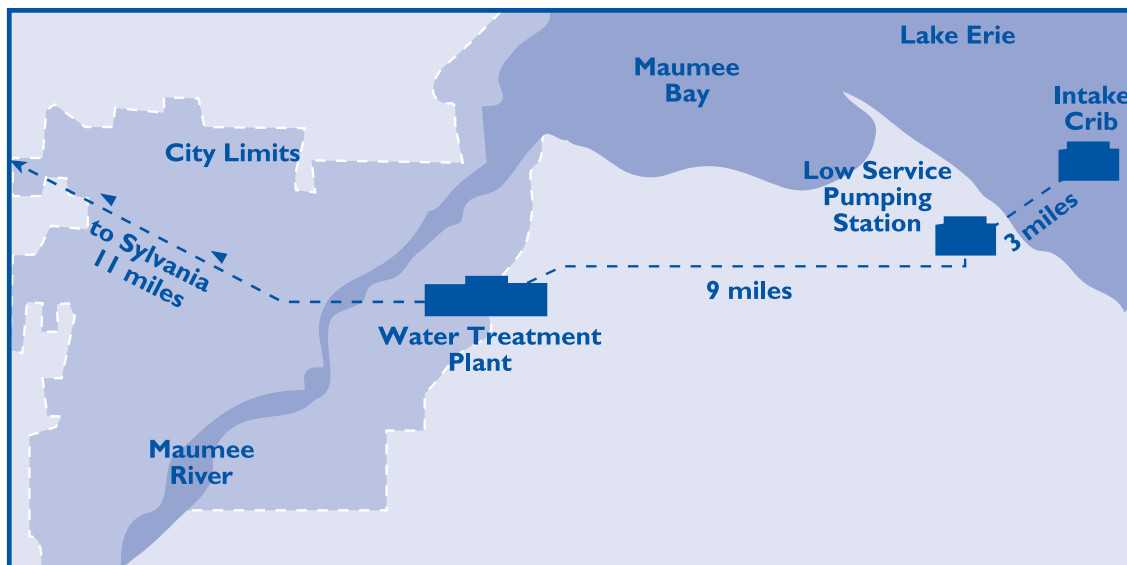 Lake Erie
Maumee
Bay
Intake
Crib
City Limits
Low Service
Pumping
Station
3 miles
to Sylvania
11 miles
9 miles
Water Treatment
Plant
Maumee
River